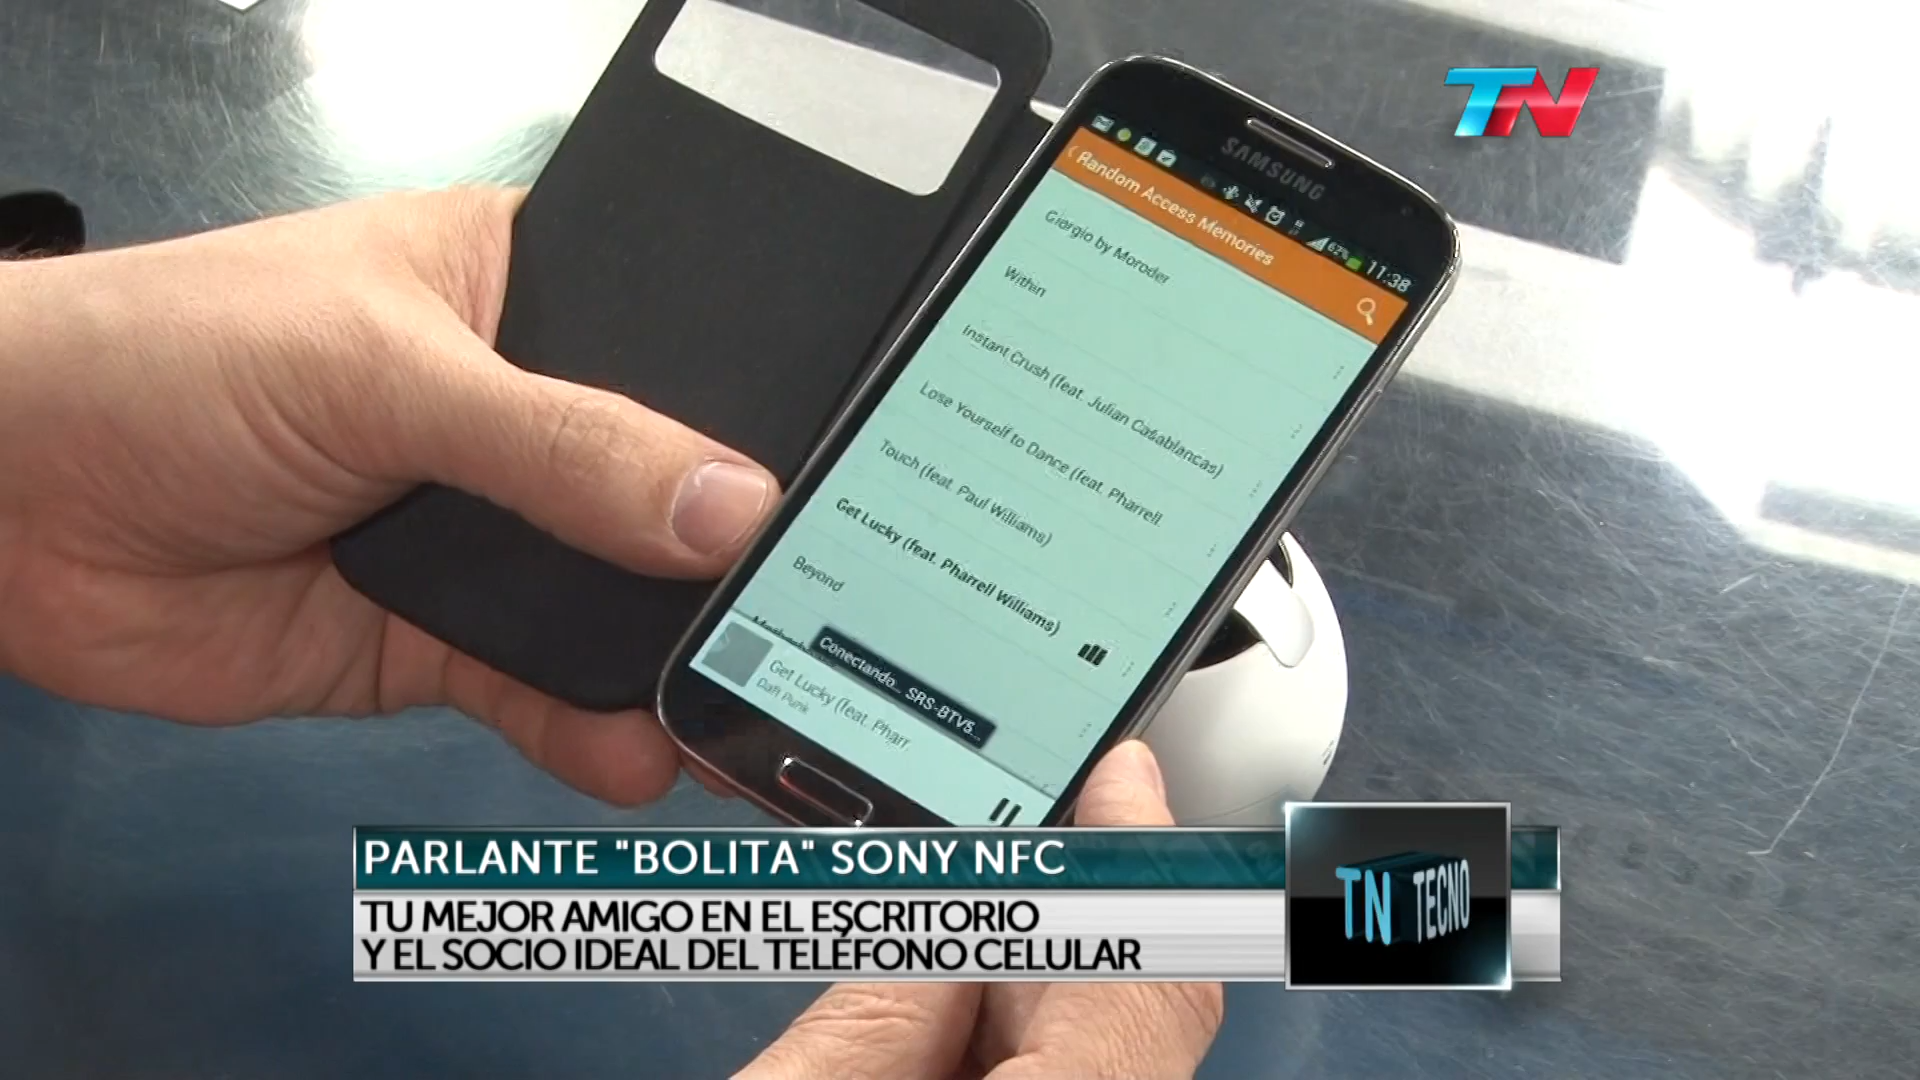 TN
SAMSUNG
62% 11:38
Random Access Memories
Giorgio by Moroder
Within
Instant Crush (feat. Julian Casablancas)
Lose Yourself to Dance (feat. Pharrell
Touch (feat. Paul Williams)
Get Lucky (feat. Pharrell Williams)
Beyond
Conectando... SRS-BTV5...
Get Lucky (feat. Pharr
Daft Punk
PARLANTE "BOLITA" SONY NFC
TU MEJOR AMIGO EN EL ESCRITORIO
Y EL SOCIO IDEAL DEL TELÉFONO CELULAR
TN TECNO